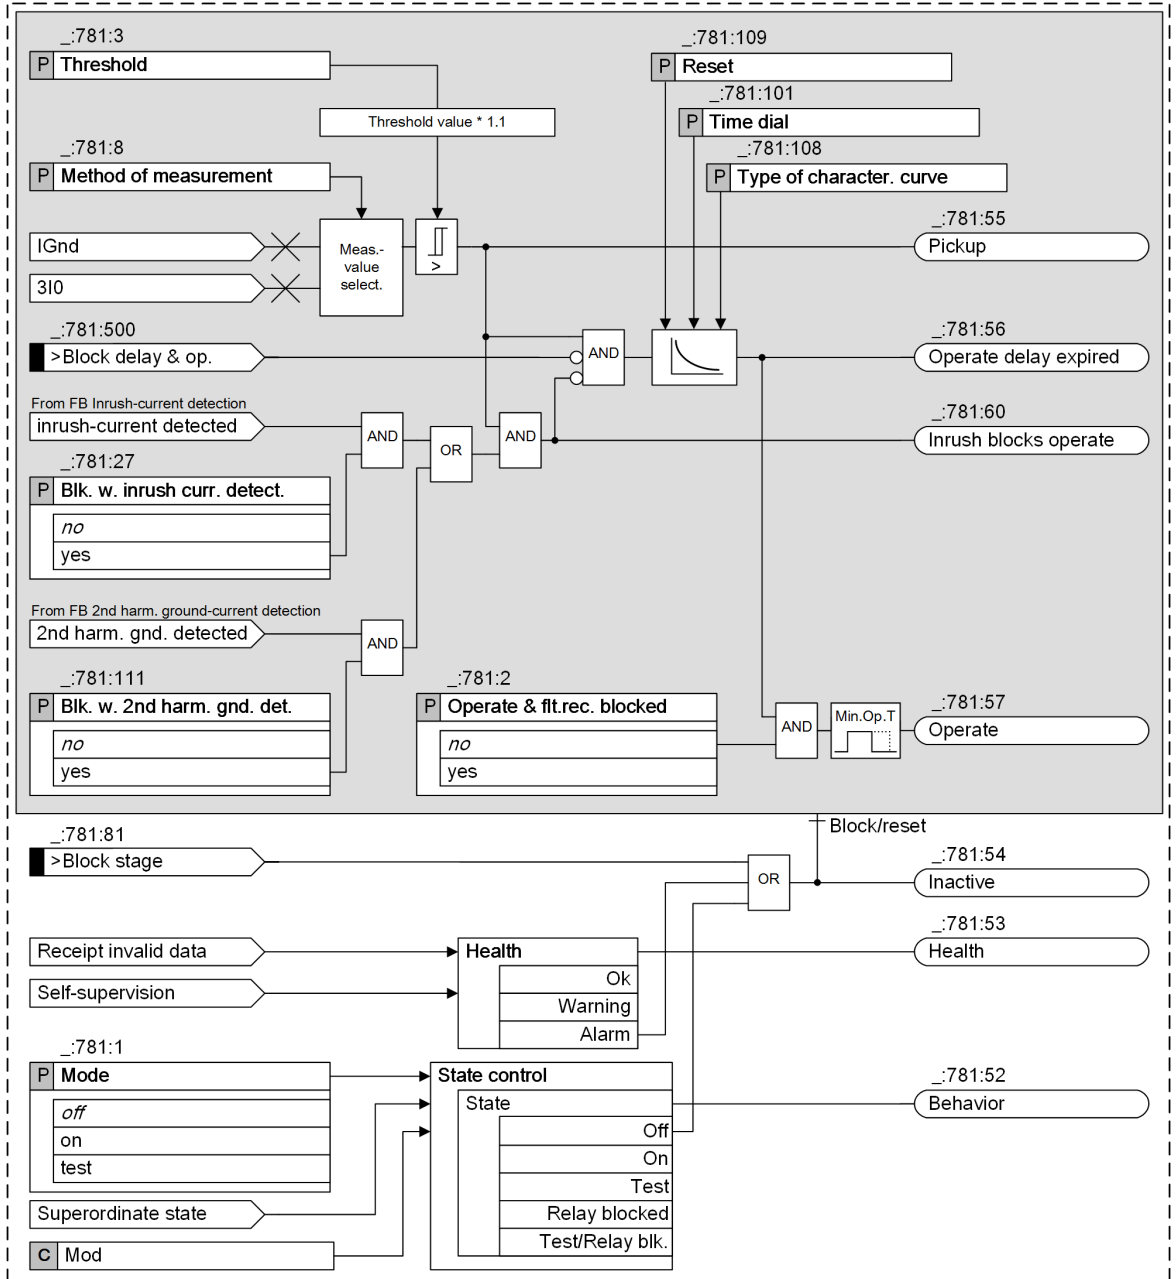 _:781:3
P Threshold
_:781:109
P Reset
_:781:101
P Time dial
Threshold value * 1.1
_:781:8
P Method of measurement
_:781:108
P Type of character. curve
IGnd
3I0
Meas.-
value
select.
>
_:781:55
Pickup
_:781:500
>Block delay & op.
AND
_:781:56
Operate delay expired
From FB Inrush-current detection
inrush-current detected
AND
OR
AND
_:781:60
Inrush blocks operate
_:781:27
P Blk. w. inrush curr. detect.
no
yes
From FB 2nd harm. ground-current detection
2nd harm. gnd. detected
AND
_:781:111
P Blk. w. 2nd harm. gnd. det.
no
yes
_:781:2
P Operate & flt.rec. blocked
no
yes
AND
Min.Op.T
_:781:57
Operate
Block/reset
_:781:81
>Block stage
OR
_:781:54
Inactive
_:781:53
Health
Receipt invalid data
Self-supervision
Health
Ok
Warning
Alarm
_:781:1
P Mode
off
on
test
Superordinate state
C Mod
State control
State
Off
On
Test
Relay blocked
Test/Relay blk.
_:781:52
Behavior